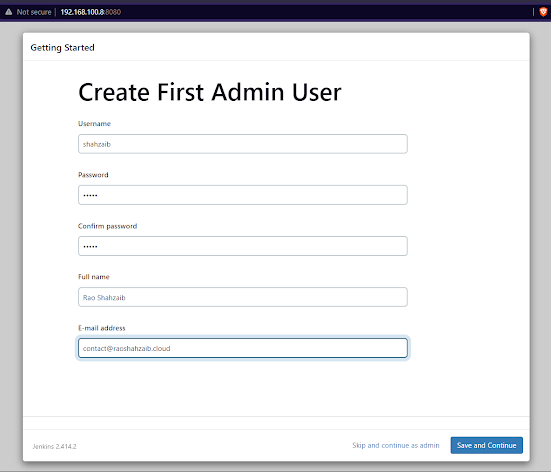 Not secure 192.168.100.8:8080
Getting Started
Create First Admin User
Username
shahzaib
Password
•••••
Confirm password
•••••
Full name
Rao Shahzaib
E-mail address
contact@raoshahzaib.cloud
Jenkins 2.414.2 Skip and continue as admin Save and Continue